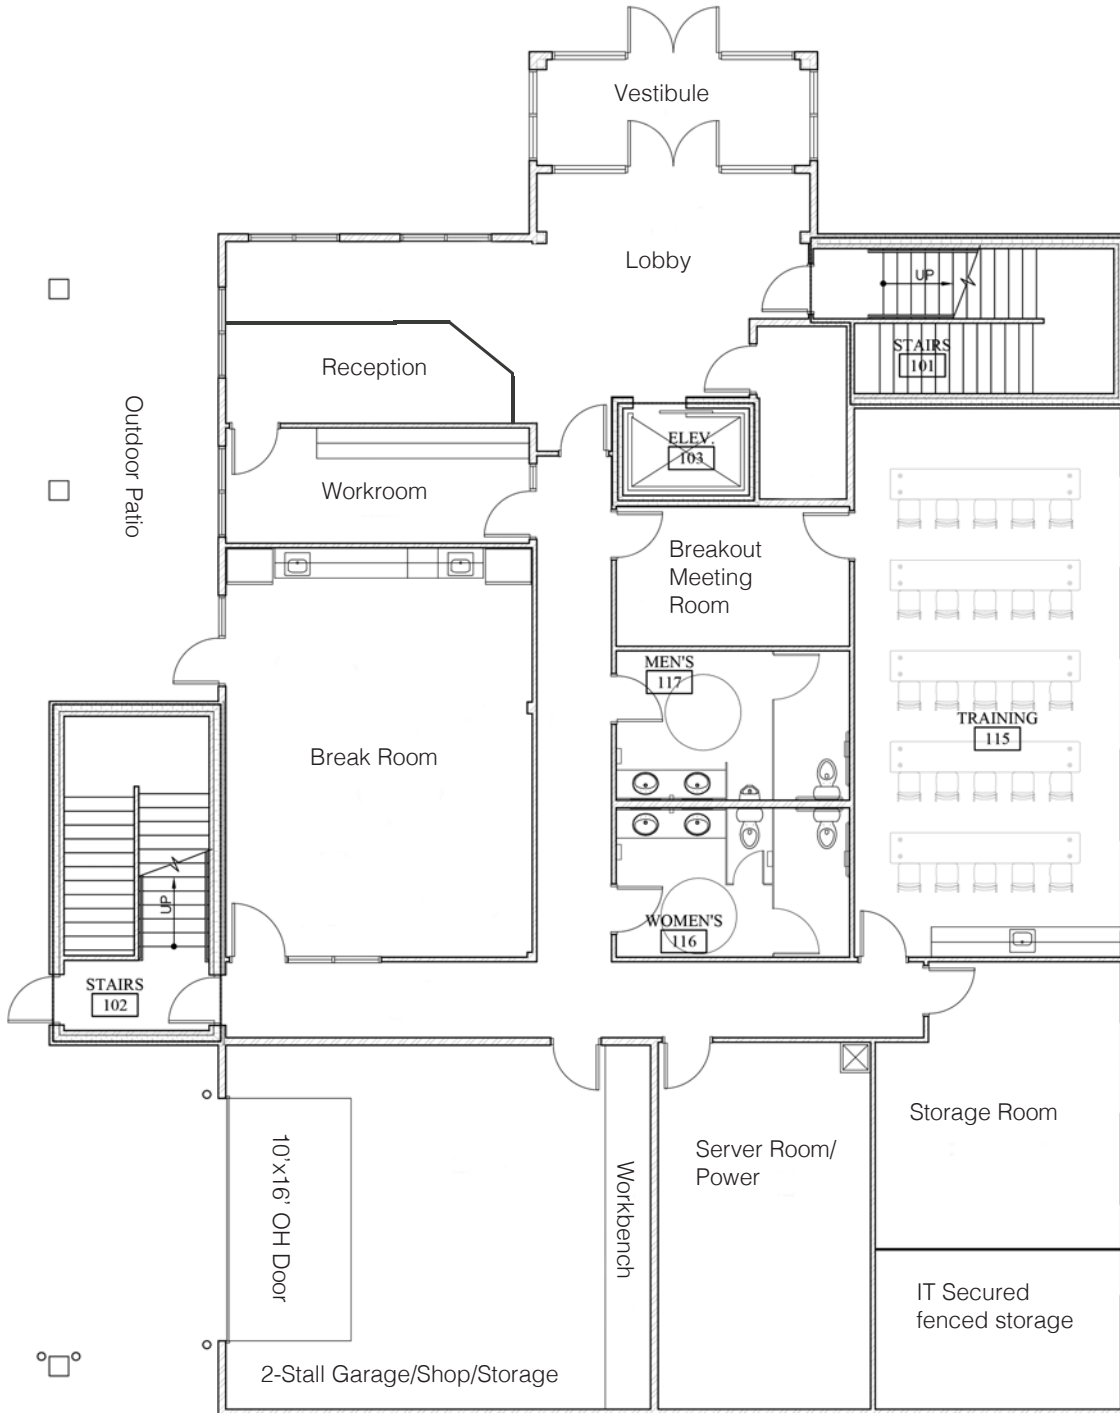 Vestibule
Lobby
UP
STAIRS
101
Reception
Outdoor Patio
ELEV.
103
Workroom
Breakout
Meeting
Room
MEN'S
117
TRAINING
115
Break Room
UP
WOMEN'S
116
STAIRS
102
10'x16' OH Door
Workbench
Server Room/
Power
Storage Room
IT Secured
fenced storage
2-Stall Garage/Shop/Storage